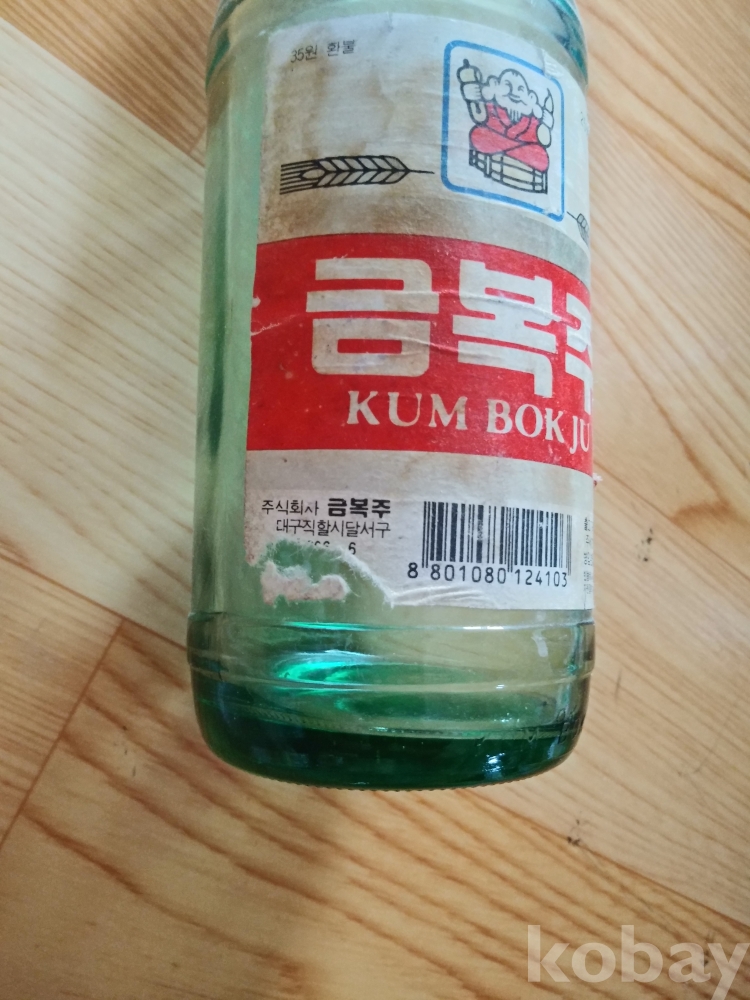 35원 환불
금복주
KUM BOK JU
주식회사 금복주
대구직할시달서구
6
8 801080 124103
kobay